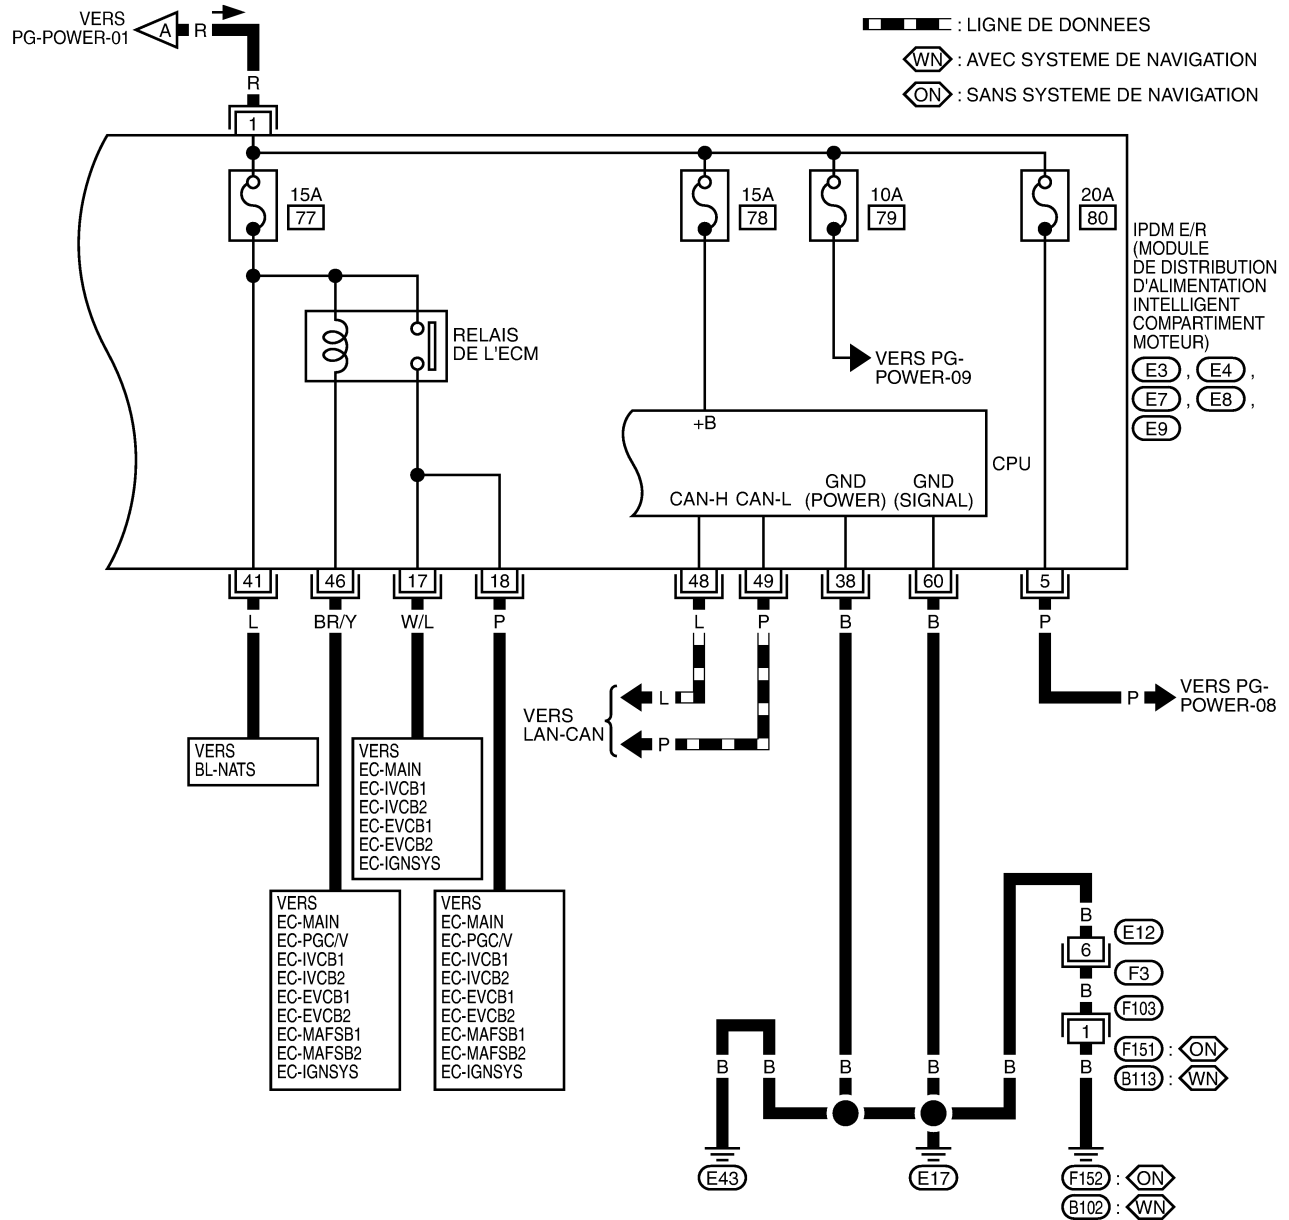 VERS
PG-POWER-01
A
R
R
1
: LIGNE DE DONNEES
WN : AVEC SYSTEME DE NAVIGATION
ON : SANS SYSTEME DE NAVIGATION
15A
77
15A
78
10A
79
20A
80
IPDM E/R
(MODULE
DE DISTRIBUTION
D'ALIMENTATION
INTELLIGENT
COMPARTIMENT
MOTEUR)
E3 , E4 ,
E7 , E8 ,
E9
RELAIS
DE L'ECM
VERS PG-
POWER-09
+B
CPU
CAN-H
CAN-L
GND
(POWER)
GND
(SIGNAL)
41
46
17
18
48
49
38
60
5
L
BR/Y
W/L
P
L
P
B
B
P
VERS
LAN-CAN
L
P
P
VERS PG-
POWER-08
VERS
BL-NATS
VERS
EC-MAIN
EC-IVCB1
EC-IVCB2
EC-EVCB1
EC-EVCB2
EC-IGNSYS
VERS
EC-MAIN
EC-PGC/V
EC-IVCB1
EC-IVCB2
EC-EVCB1
EC-EVCB2
EC-MAFSB1
EC-MAFSB2
EC-IGNSYS
VERS
EC-MAIN
EC-PGC/V
EC-IVCB1
EC-IVCB2
EC-EVCB1
EC-EVCB2
EC-MAFSB1
EC-MAFSB2
EC-IGNSYS
B
6
E12
F3
B
F103
1
F151 : ON
B113 : WN
B
B
B
B
B
B
E43
E17
F152 : ON
B102 : WN